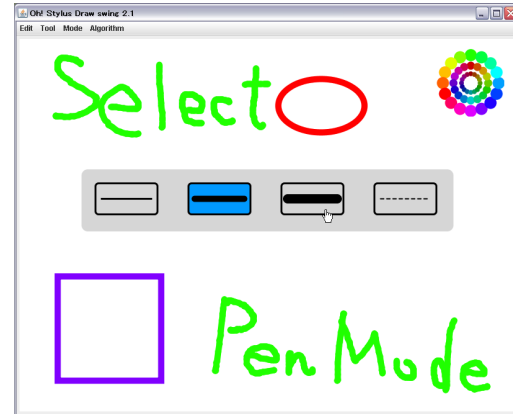 Oh! Stylus Draw swing 2.1
Edit Tool Mode Algorithm
Select
Pen Mode